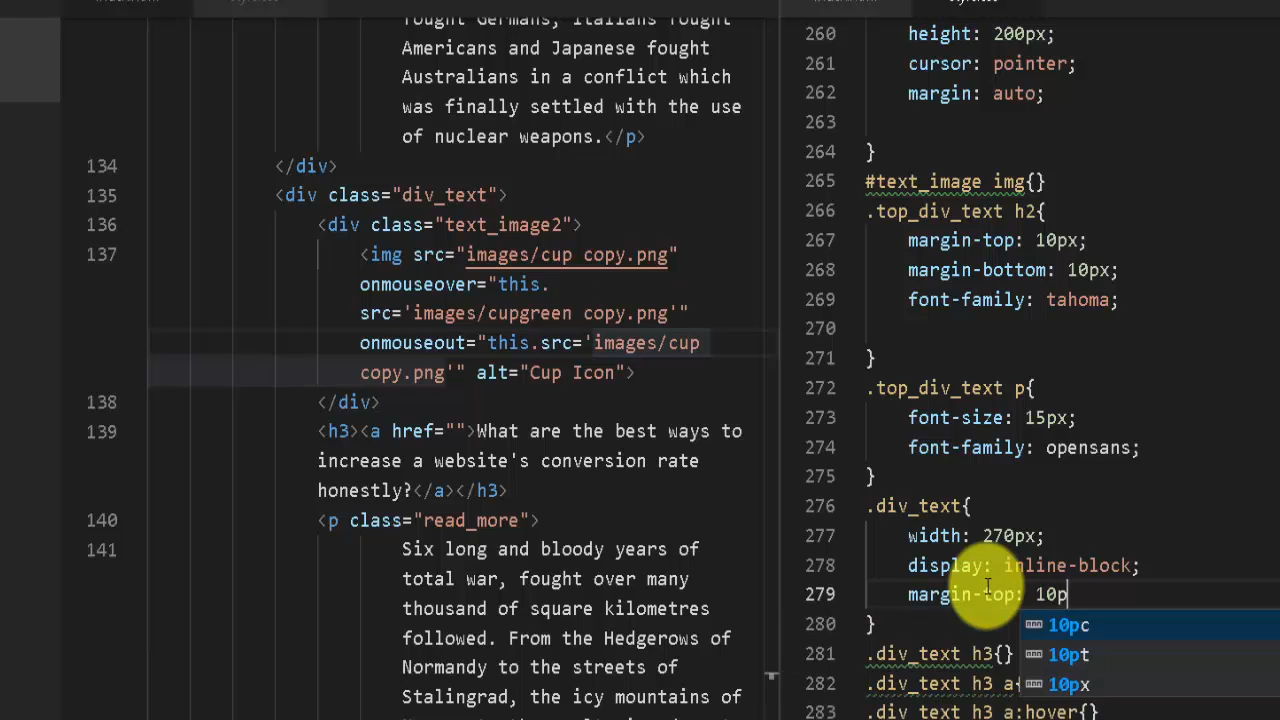 fought Germans, Italians fought
Americans and Japanese fought
Australians in a conflict which
was finally settled with the use
of nuclear weapons.</p>
134 </div>
135 <div class="div_text">
136 <div class="text_image2">
137 <img src="images/cup copy.png"
onmouseover="this.
src='images/cupgreen copy.png'"
onmouseout="this.src='images/cup
copy.png'" alt="Cup Icon">
138 </div>
139 <h3><a href="">What are the best ways to
increase a website's conversion rate
honestly?</a></h3>
140 <p class="read_more">
141 Six long and bloody years of
total war, fought over many
thousand of square kilometres
followed. From the Hedgerows of
Normandy to the streets of
Stalingrad, the icy mountains of
260 height: 200px;
261 cursor: pointer;
262 margin: auto;
263
264 }
265 #text_image img{}
266 .top_div_text h2{
267 margin-top: 10px;
268 margin-bottom: 10px;
269 font-family: tahoma;
270
271 }
272 .top_div_text p{
273 font-size: 15px;
274 font-family: opensans;
275 }
276 .div_text{
277 width: 270px;
278 display: inline-block;
279 margin-top: 10p
10pc
10pt
10px
280 }
281 .div_text h3{}
282 .div_text h3 a{
283 .div_text h3 a:hover{}